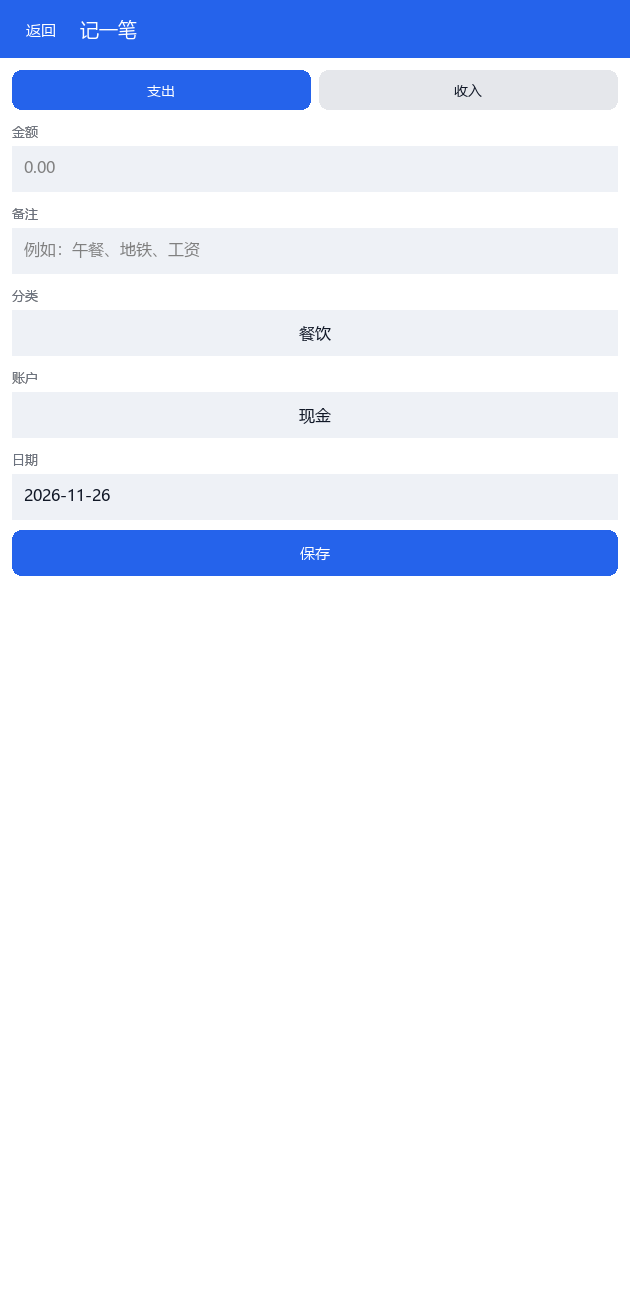 返回 记一笔
支出 收入
金额
0.00
备注
例如：午餐、地铁、工资
分类
餐饮
账户
现金
日期
2026-11-26
保存